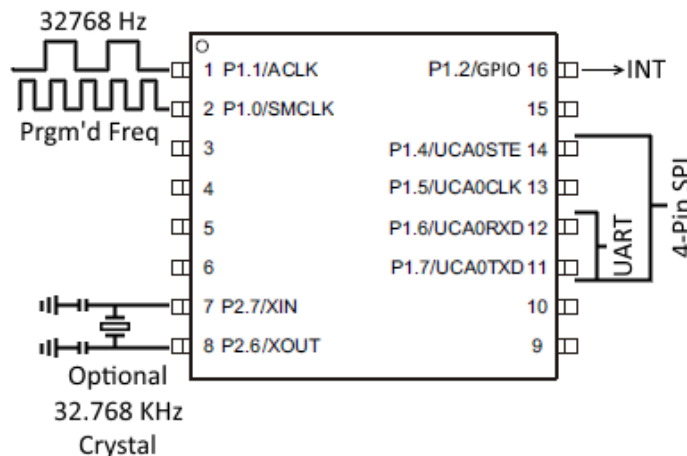 32768 Hz
1 P1.1/ACLK
P1.2/GPIO 16
INT
2 P1.0/SMCLK
15
Prgm'd Freq
3
P1.4/UCA0STE 14
4
P1.5/UCA0CLK 13
5
P1.6/UCA0RXD 12
6
P1.7/UCA0TXD 11
UART
4-Pin SPI
7 P2.7/XIN
10
8 P2.6/XOUT
9
Optional
32.768 KHz
Crystal